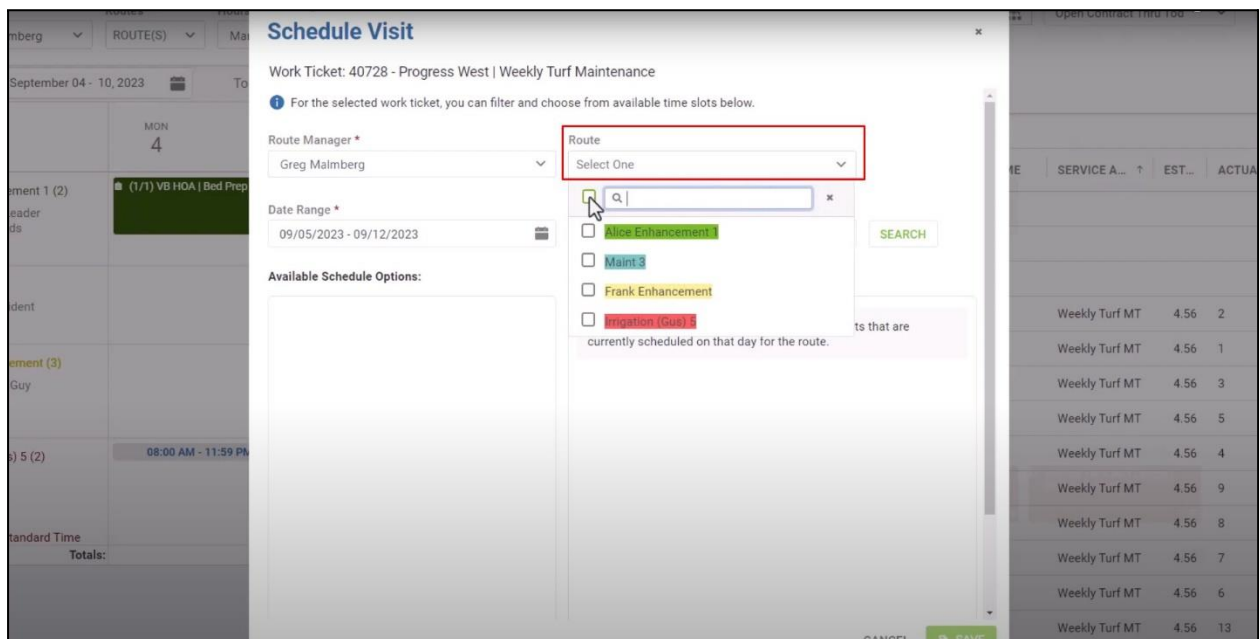 Routes
Open Contract Thru Tod
mberg
ROUTE(S)
Mal
Schedule Visit
×
September 04 - 10, 2023
To
Work Ticket: 40728 - Progress West | Weekly Turf Maintenance
For the selected work ticket, you can filter and choose from available time slots below.
MON
4
Route Manager *
Route
Greg Malmberg
Select One
ME
SERVICE A... ↑
EST...
ACTUA
ement 1 (2)
eader
ds
(1/1) VB HOA | Bed Prep
Date Range *
09/05/2023 - 09/12/2023
Alice Enhancement 1
SEARCH
Maint 3
Available Schedule Options:
Frank Enhancement
Irrigation (Gus) 5
ts that are
currently scheduled on that day for the route.
ident
Weekly Turf MT 4.56 2
ement (3)
Guy
Weekly Turf MT 4.56 1
Weekly Turf MT 4.56 3
Weekly Turf MT 4.56 5
s) 5 (2)
08:00 AM - 11:59 PM
Weekly Turf MT 4.56 4
Weekly Turf MT 4.56 9
tandard Time
Weekly Turf MT 4.56 8
Totals:
Weekly Turf MT 4.56 7
Weekly Turf MT 4.56 6
CANCEL
SAVE
Weekly Turf MT 4.56 13